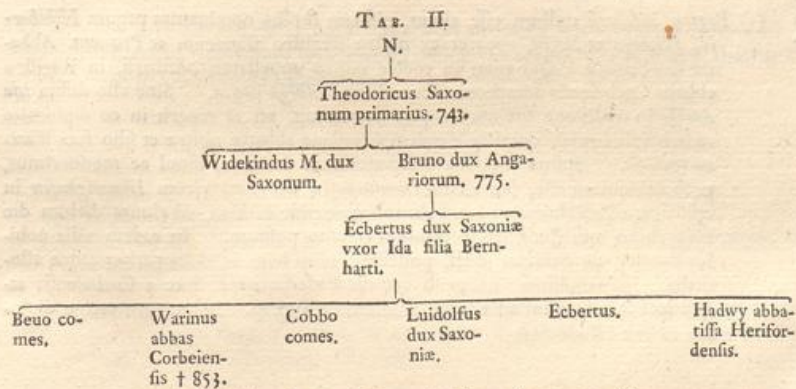 TAB. II.
N.
Theodoricus Saxo-
num primarius. 743.
Widekindus M. dux
Saxonum.
Bruno dux Anga-
riorum. 775.
Ecbertus dux Saxoniæ
vxor Ida filia Bern-
harti.
Beuo co-
mes.
Warinus
abbas
Corbeien-
sis † 853.
Cobbo
comes.
Luidolfus
dux Saxo-
niæ.
Ecbertus.
Hadwy abba-
tissa Herifor-
densis.